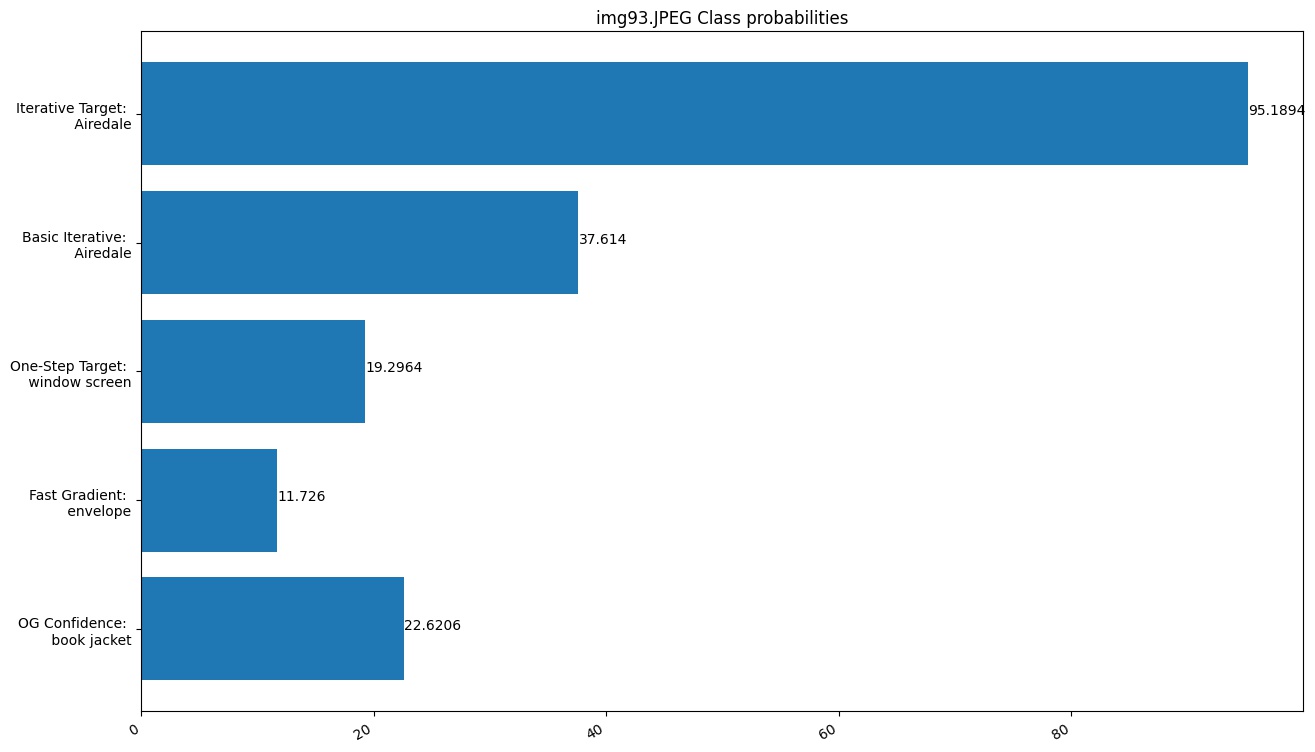 img93.JPEG Class probabilities
Iterative Target:
Airedale
95.1894
Basic Iterative:
Airedale
37.614
One-Step Target:
window screen
19.2964
Fast Gradient:
envelope
11.726
OG Confidence:
book jacket
22.6206
0 20 40 60 80